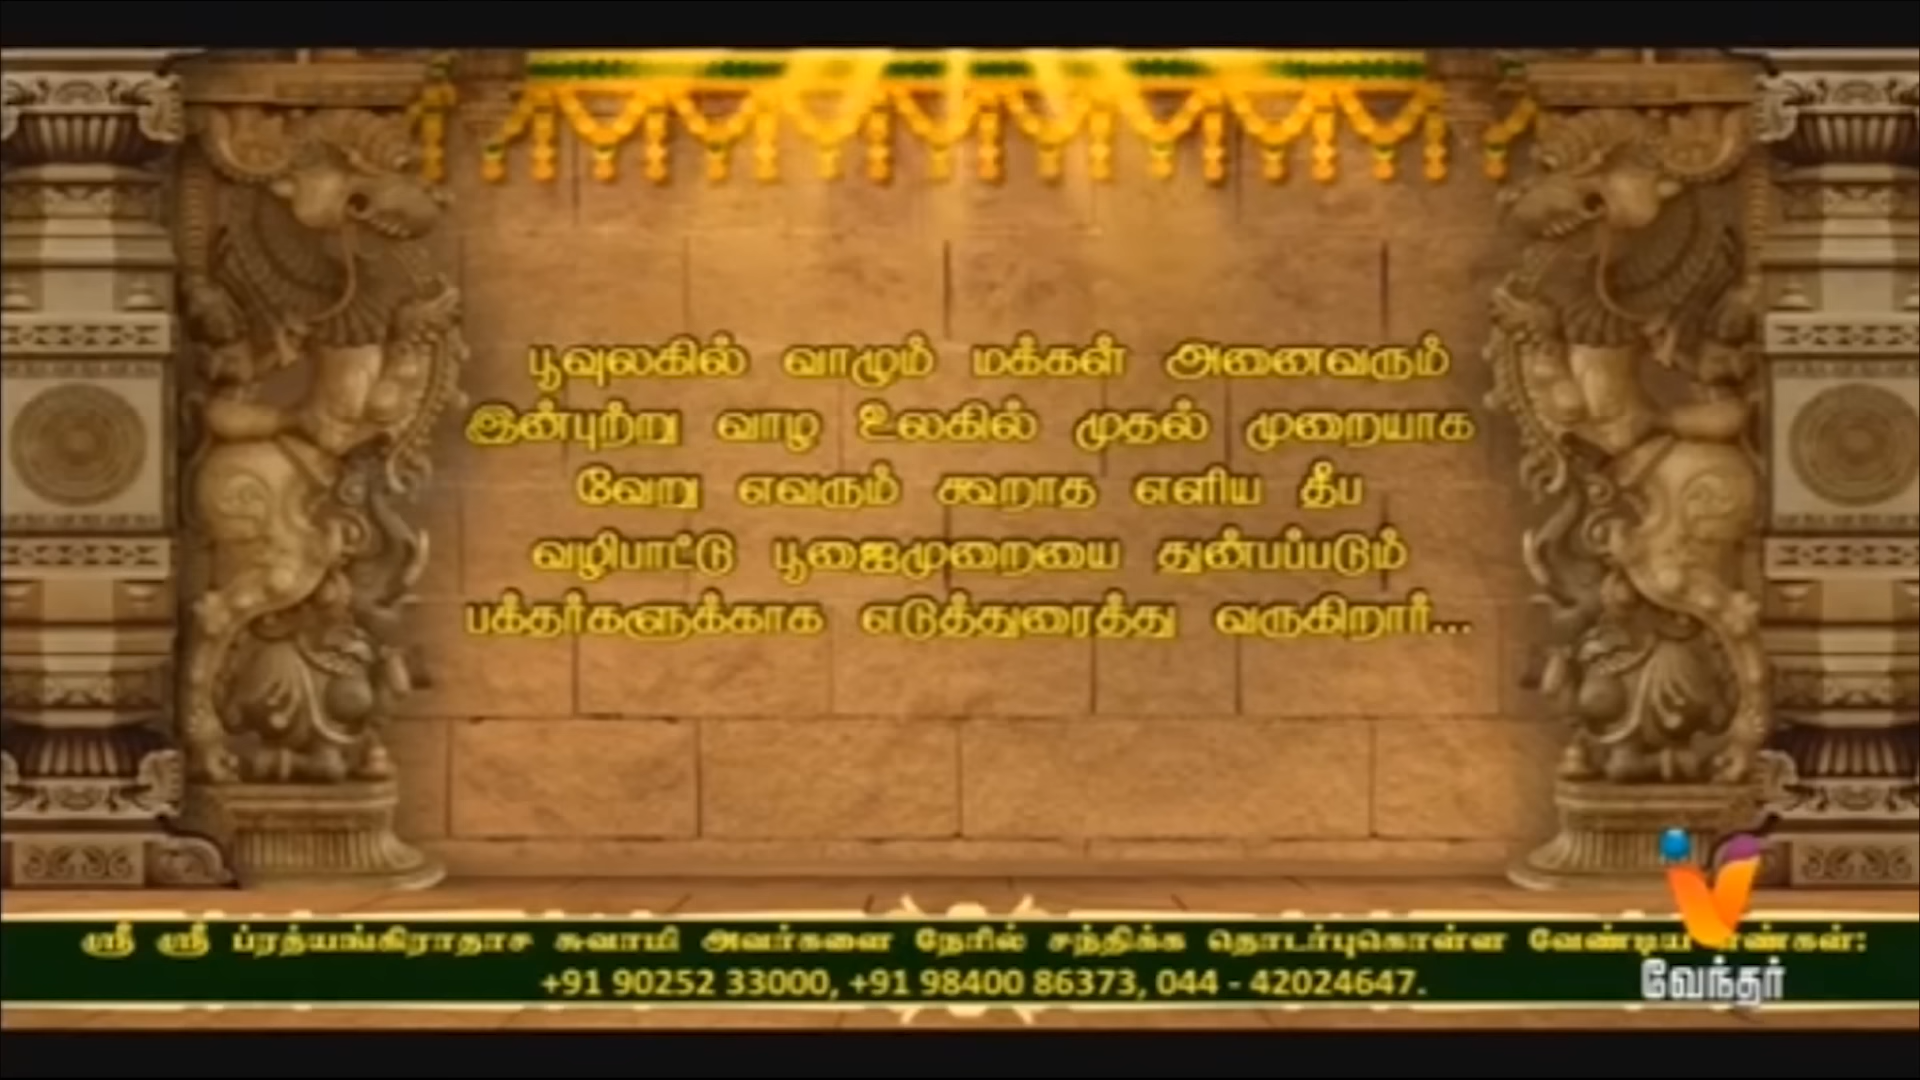 பூவுலகில் வாழும் மக்கள் அனைவரும்
இன்புற்று வாழ உலகில் முதல் முறையாக
வேறு எவரும் கூறாத எளிய தீப
வழிபாட்டு பூஜைமுறையை துன்பப்படும்
பக்தர்களுக்காக எடுத்துரைத்து வருகிறார்...
ஸ்ரீ ஸ்ரீ ப்ரத்யங்கிராதாச சுவாமி அவர்களை நேரில் சந்திக்க தொடர்புகொள்ள வேண்டிய எண்கள்:
+91 90252 33000, +91 98400 86373, 044 - 42024647.
வேந்தர்